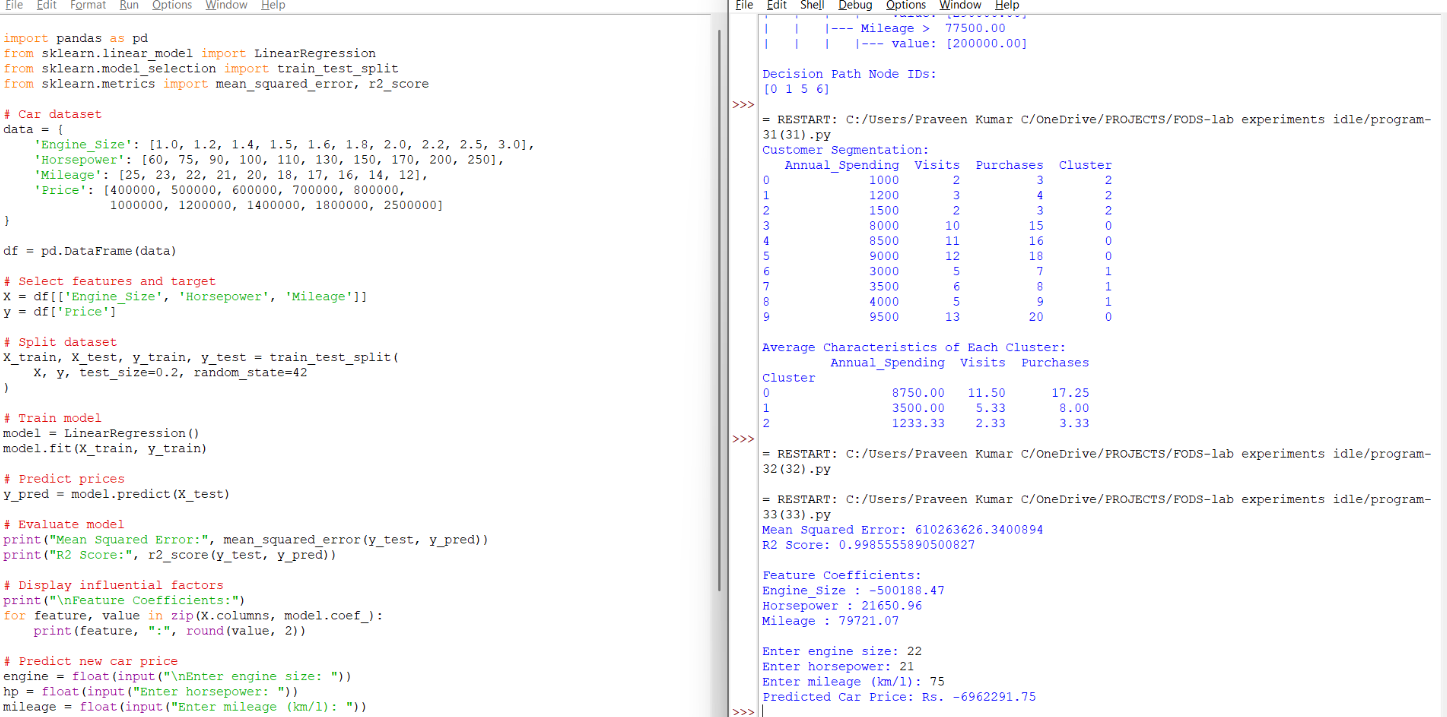 File Edit Format Run Options Window Help
import pandas as pd
from sklearn.linear_model import LinearRegression
from sklearn.model_selection import train_test_split
from sklearn.metrics import mean_squared_error, r2_score
# Car dataset
data = {
    'Engine_Size': [1.0, 1.2, 1.4, 1.5, 1.6, 1.8, 2.0, 2.2, 2.5, 3.0],
    'Horsepower': [60, 75, 90, 100, 110, 130, 150, 170, 200, 250],
    'Mileage': [25, 23, 22, 21, 20, 18, 17, 16, 14, 12],
    'Price': [400000, 500000, 600000, 700000, 800000,
              1000000, 1200000, 1400000, 1800000, 2500000]
}
df = pd.DataFrame(data)
# Select features and target
X = df[['Engine_Size', 'Horsepower', 'Mileage']]
y = df['Price']
# Split dataset
X_train, X_test, y_train, y_test = train_test_split(
    X, y, test_size=0.2, random_state=42
)
# Train model
model = LinearRegression()
model.fit(X_train, y_train)
# Predict prices
y_pred = model.predict(X_test)
# Evaluate model
print("Mean Squared Error:", mean_squared_error(y_test, y_pred))
print("R2 Score:", r2_score(y_test, y_pred))
# Display influential factors
print("\nFeature Coefficients:")
for feature, value in zip(X.columns, model.coef_):
    print(feature, ":", round(value, 2))
# Predict new car price
engine = float(input("\nEnter engine size: "))
hp = float(input("Enter horsepower: "))
mileage = float(input("Enter mileage (km/l): "))
File Edit Shell Debug Options Window Help
|   |   |--- Mileage >  77500.00
|   |   |   |--- value: [200000.00]
Decision Path Node IDs:
[0 1 5 6]
>>>
= RESTART: C:/Users/Praveen Kumar C/OneDrive/PROJECTS/FODS-lab experiments idle/program-
31(31).py
Customer Segmentation:
   Annual_Spending  Visits  Purchases  Cluster
0             1000       2          3        2
1             1200       3          4        2
2             1500       2          3        2
3             8000      10         15        0
4             8500      11         16        0
5             9000      12         18        0
6             3000       5          7        1
7             3500       6          8        1
8             4000       5          9        1
9             9500      13         20        0
Average Characteristics of Each Cluster:
         Annual_Spending  Visits  Purchases
Cluster
0                8750.00   11.50      17.25
1                3500.00    5.33       8.00
2                1233.33    2.33       3.33
>>>
= RESTART: C:/Users/Praveen Kumar C/OneDrive/PROJECTS/FODS-lab experiments idle/program-
32(32).py
= RESTART: C:/Users/Praveen Kumar C/OneDrive/PROJECTS/FODS-lab experiments idle/program-
33(33).py
Mean Squared Error: 610263626.3400894
R2 Score: 0.9985555890500827
Feature Coefficients:
Engine_Size : -500188.47
Horsepower : 21650.96
Mileage : 79721.07
Enter engine size: 22
Enter horsepower: 21
Enter mileage (km/l): 75
Predicted Car Price: Rs. -6962291.75
>>>